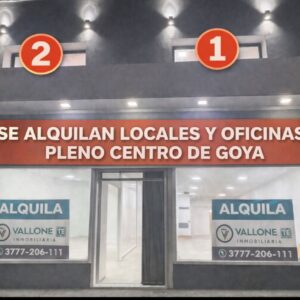 2
1
SE ALQUILAN LOCALES Y OFICINAS
PLENO CENTRO DE GOYA
ALQUILA
VALLONE
INMOBILIARIA
3777-206-111
ALQUILA
VALLONE
INMOBILIARIA
3777-206-111